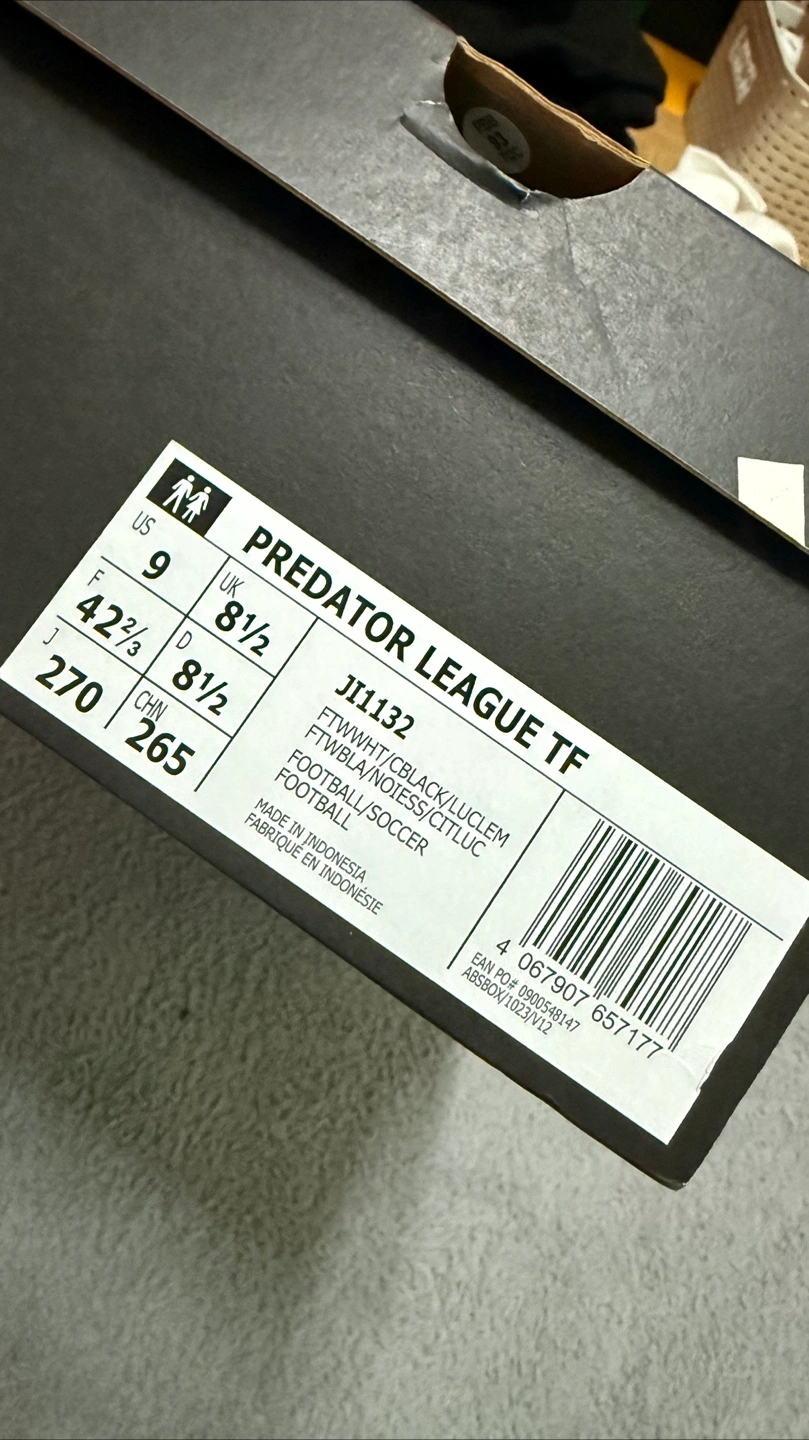 PREDATOR LEAGUE TF
US
9
UK
8½
F
42⅔
D
8½
J
270
CHN
265
JI1132
FTWWHT/CBLACK/LUCLEM
FTWBLA/NOIESS/CITLUC
FOOTBALL/SOCCER
FOOTBALL
MADE IN INDONESIA
FABRIQUÉ EN INDONÉSIE
4 067907 657177
EAN PO# 0900548147
ABSBOX/1023/V12